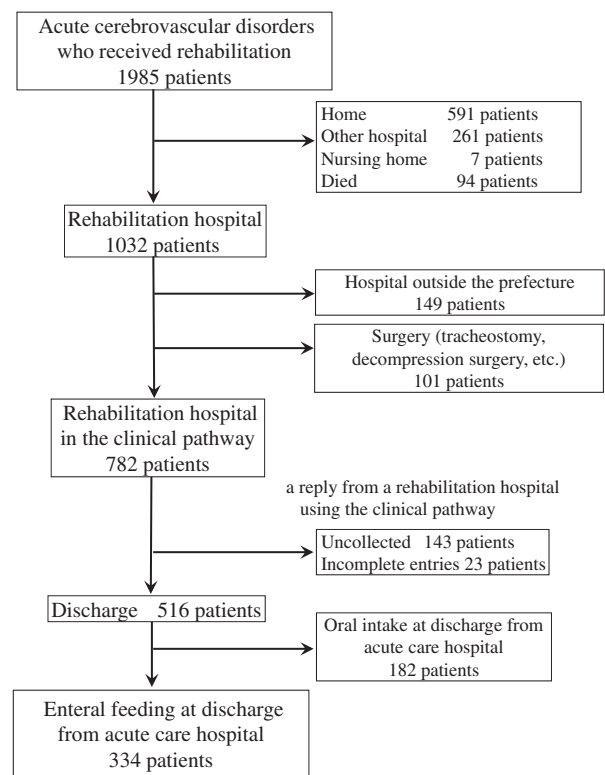 Acute cerebrovascular disorders
who received rehabilitation
1985 patients
Home 591 patients
Other hospital 261 patients
Nursing home 7 patients
Died 94 patients
Rehabilitation hospital
1032 patients
Hospital outside the prefecture
149 patients
Surgery (tracheostomy,
decompression surgery, etc.)
101 patients
Rehabilitation hospital
in the clinical pathway
782 patients
a reply from a rehabilitation hospital
using the clinical pathway
Uncollected 143 patients
Incomplete entries 23 patients
Discharge 516 patients
Oral intake at discharge from
acute care hospital
182 patients
Enteral feeding at discharge
from acute care hospital
334 patients